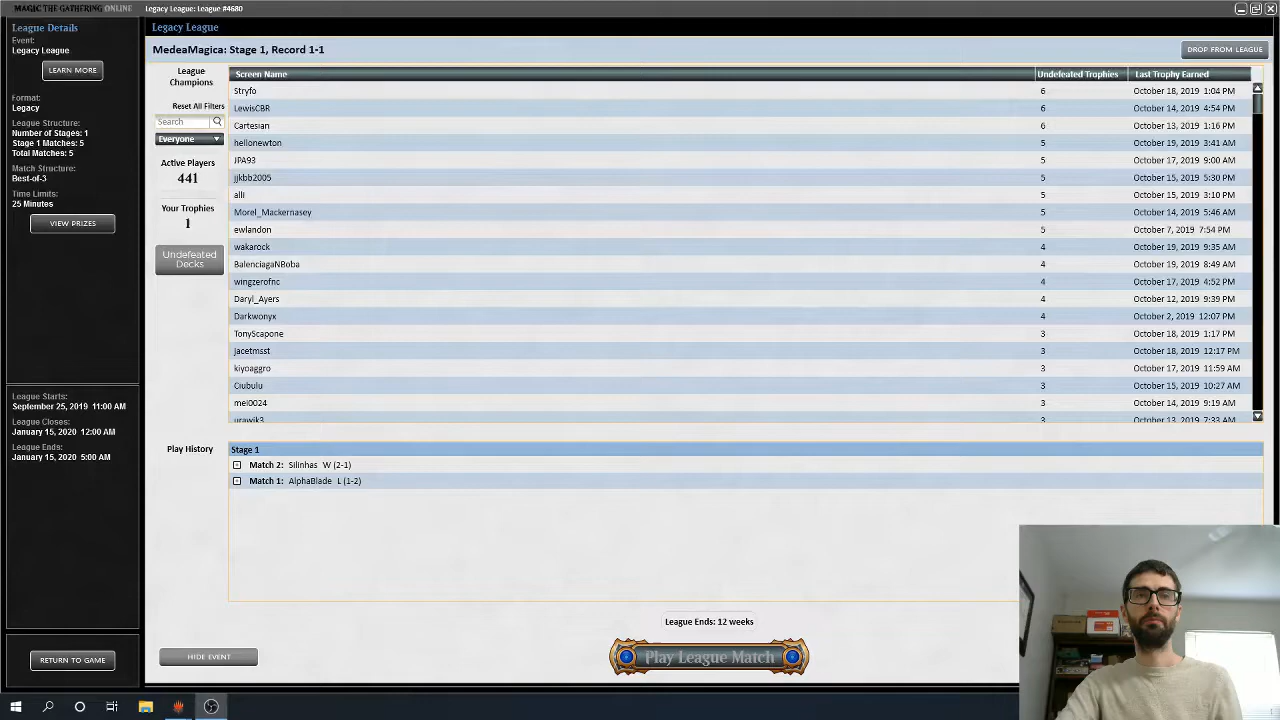 MAGIC THE GATHERING ONLINE
Legacy League: League #4680
League Details
Event:
Legacy League
LEARN MORE
Format:
Legacy
League Structure:
Number of Stages: 1
Stage 1 Matches: 5
Total Matches: 5
Match Structure:
Best-of-3
Time Limits:
25 Minutes
VIEW PRIZES
League Starts:
September 25, 2019 11:00 AM
League Closes:
January 15, 2020 12:00 AM
League Ends:
January 15, 2020 5:00 AM
RETURN TO GAME
Legacy League
MedeaMagica: Stage 1, Record 1-1
DROP FROM LEAGUE
League
Champions
Reset All Filters
Search
Everyone
Active Players
441
Your Trophies
1
Undefeated
Decks
Screen Name Undefeated Trophies Last Trophy Earned
Stryfo 6 October 18, 2019 1:04 PM
LewisCBR 6 October 14, 2019 4:54 PM
Cartesian 6 October 13, 2019 1:16 PM
hellonewton 5 October 19, 2019 3:41 AM
JPA93 5 October 17, 2019 9:00 AM
jjkbb2005 5 October 15, 2019 5:30 PM
alli 5 October 15, 2019 3:10 PM
Morel_Mackernasey 5 October 14, 2019 5:46 AM
ewlandon 5 October 7, 2019 7:54 PM
wakarock 4 October 19, 2019 9:35 AM
BalenciagaNBoba 4 October 19, 2019 8:49 AM
wingzerofnc 4 October 17, 2019 4:52 PM
Daryl_Ayers 4 October 12, 2019 9:39 PM
Darkwonyx 4 October 2, 2019 12:07 PM
TonyScapone 3 October 18, 2019 1:17 PM
Jacetmsst 3 October 18, 2019 12:17 PM
kiyoaggro 3 October 17, 2019 11:59 AM
Ciubulu 3 October 15, 2019 10:27 AM
mei0024 3 October 14, 2019 9:19 AM
urawik3 3 October 13, 2019 7:33 AM
Play History
Stage 1
Match 2: Silinhas W (2-1)
Match 1: AlphaBlade L (1-2)
League Ends: 12 weeks
HIDE EVENT
Play League Match